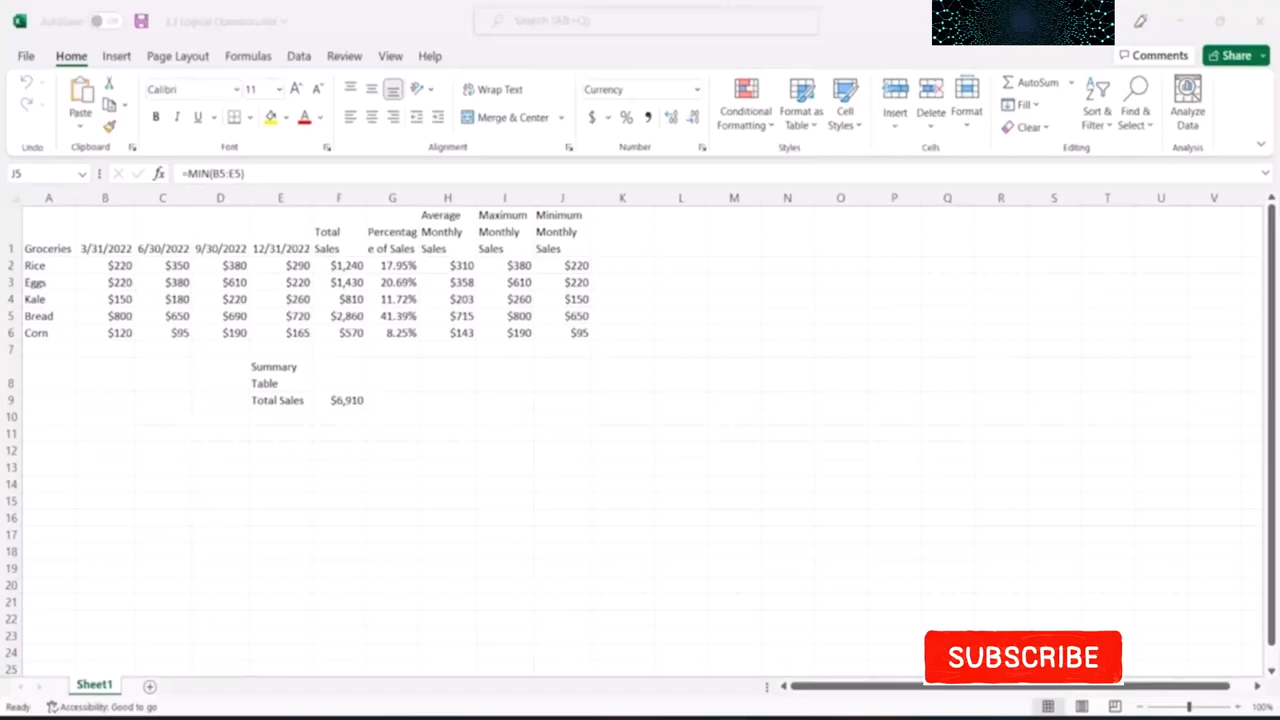 AutoSave 3.3 Logical Operators Search (Alt+Q)
File Home Insert Page Layout Formulas Data Review View Help Comments Share
Calibri 11 Wrap Text Currency AutoSum
Paste B I U Merge & Center $ % , Conditional Formatting Format as Table Cell Styles Insert Delete Format Fill Clear Sort & Filter Find & Select Analyze Data
Undo Clipboard Font Alignment Number Styles Cells Editing Analysis
J5 fx =MIN(B5:E5)
A B C D E F G H I J K L M N O P Q R S T U V
1 Groceries 3/31/2022 6/30/2022 9/30/2022 12/31/2022 Total Sales Percentage of Sales Average Monthly Sales Maximum Monthly Sales Minimum Monthly Sales
2 Rice $220 $350 $380 $290 $1,240 17.95% $310 $380 $220
3 Eggs $220 $380 $610 $220 $1,430 20.69% $358 $610 $220
4 Kale $150 $180 $220 $260 $810 11.72% $203 $260 $150
5 Bread $800 $650 $690 $720 $2,860 41.39% $715 $800 $650
6 Corn $120 $95 $190 $165 $570 8.25% $143 $190 $95
7
8 Summary Table
9 Total Sales $6,910
10
11
12
13
14
15
16
17
18
19
20
21
22
23
24
25
SUBSCRIBE
Sheet1
Ready Accessibility: Good to go 100%